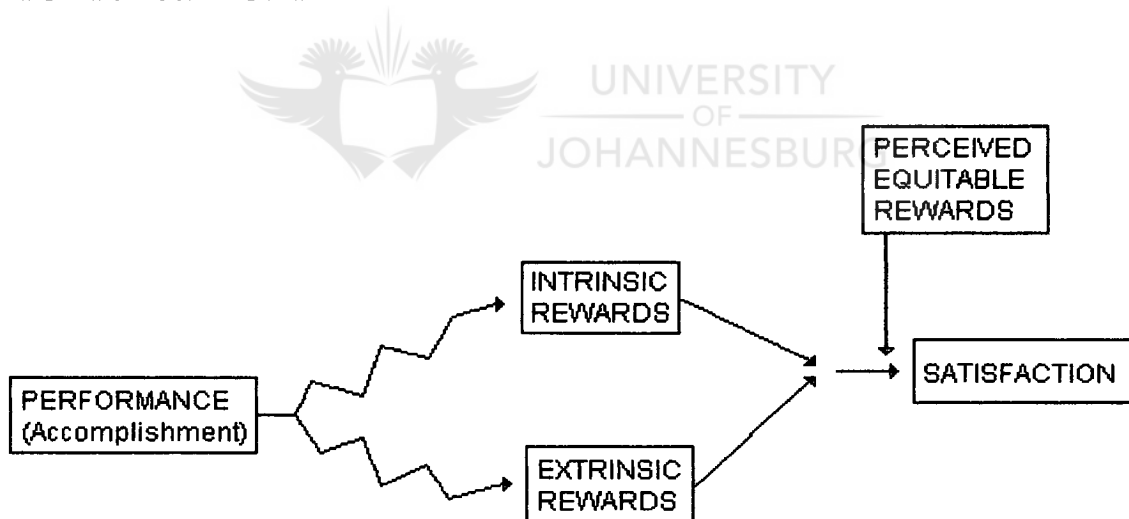 UNIVERSITY
OF
JOHANNESBURG
PERCEIVED
EQUITABLE
REWARDS
INTRINSIC
REWARDS
SATISFACTION
PERFORMANCE
(Accomplishment)
EXTRINSIC
REWARDS